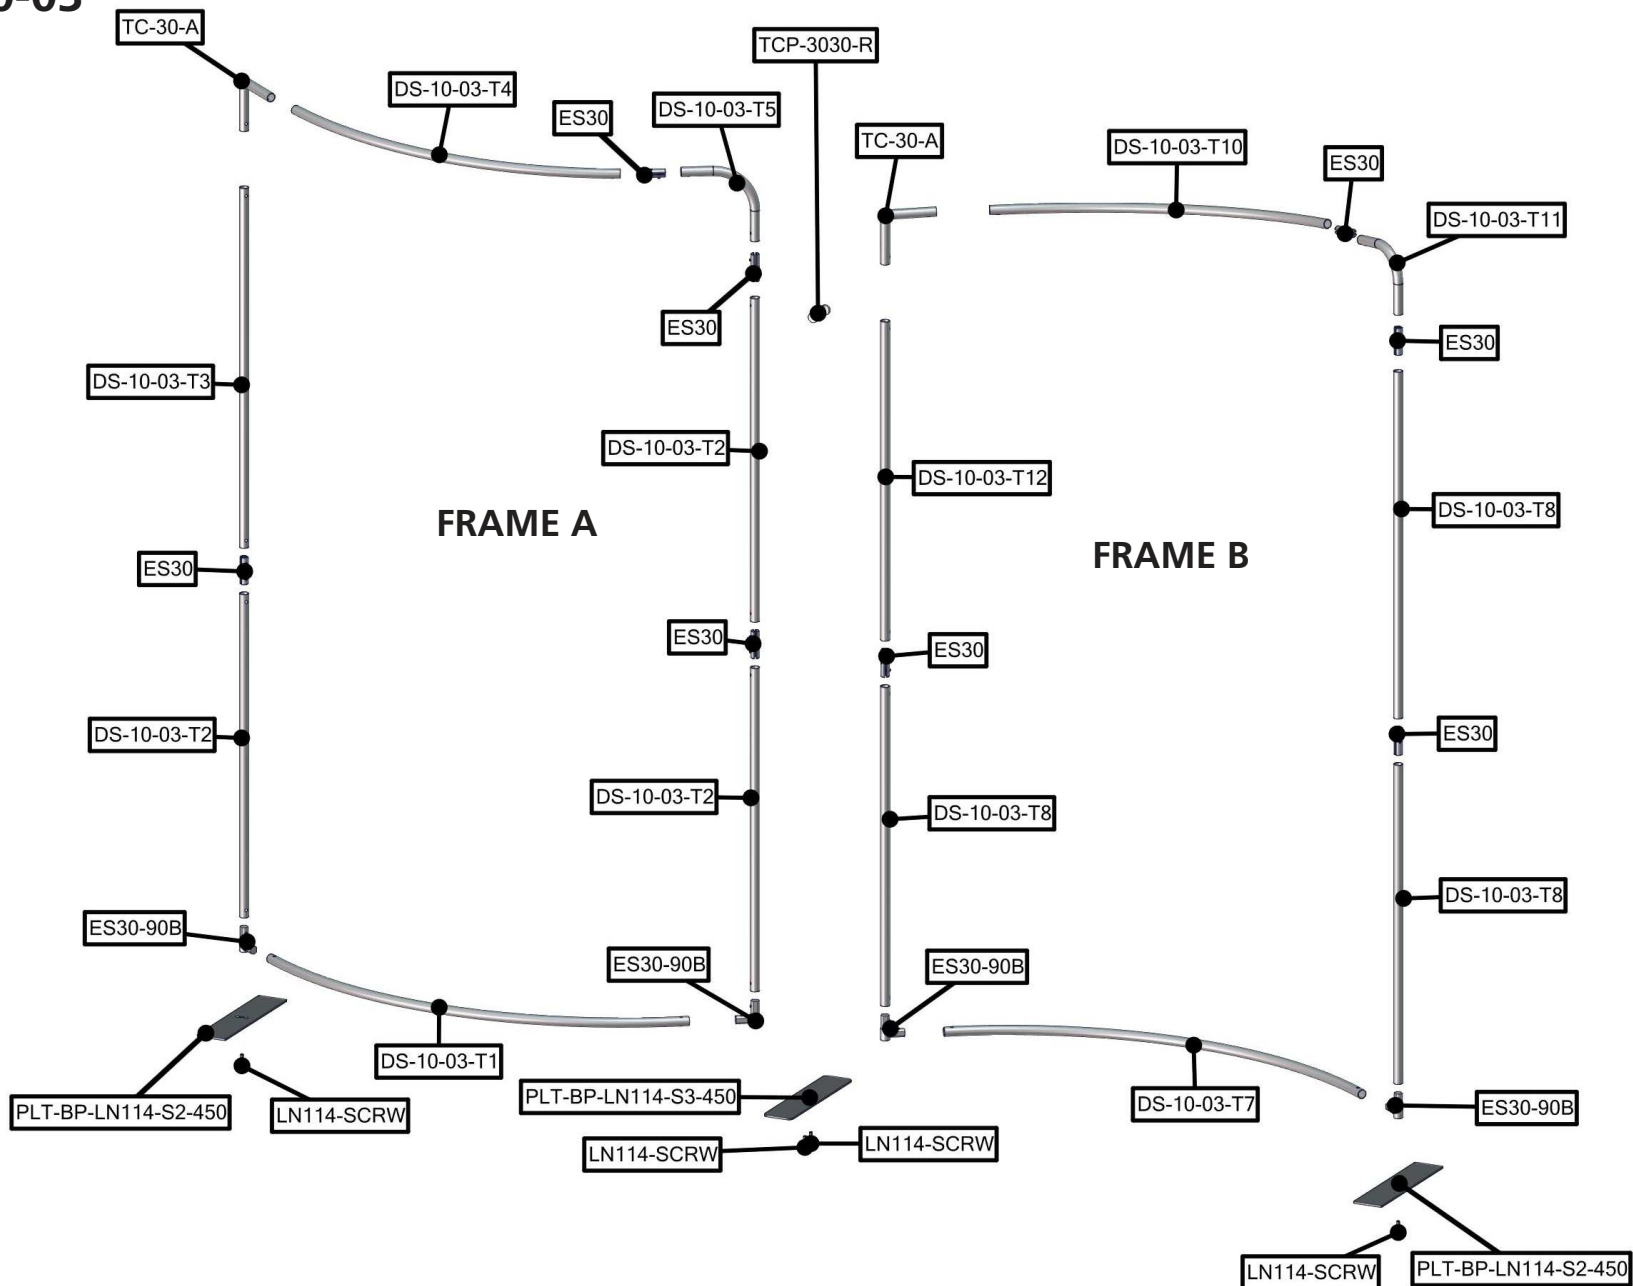 TC-30-A
TCP-3030-R
DS-10-03-T4
ES30
DS-10-03-T5
TC-30-A
DS-10-03-T10
ES30
DS-10-03-T11
ES30
ES30
DS-10-03-T3
DS-10-03-T2
DS-10-03-T12
DS-10-03-T8
FRAME A
FRAME B
ES30
ES30
ES30
ES30
DS-10-03-T2
DS-10-03-T2
DS-10-03-T8
DS-10-03-T8
ES30-90B
ES30-90B
ES30-90B
DS-10-03-T1
PLT-BP-LN114-S2-450
LN114-SCRW
PLT-BP-LN114-S3-450
DS-10-03-T7
ES30-90B
LN114-SCRW
LN114-SCRW
LN114-SCRW
PLT-BP-LN114-S2-450